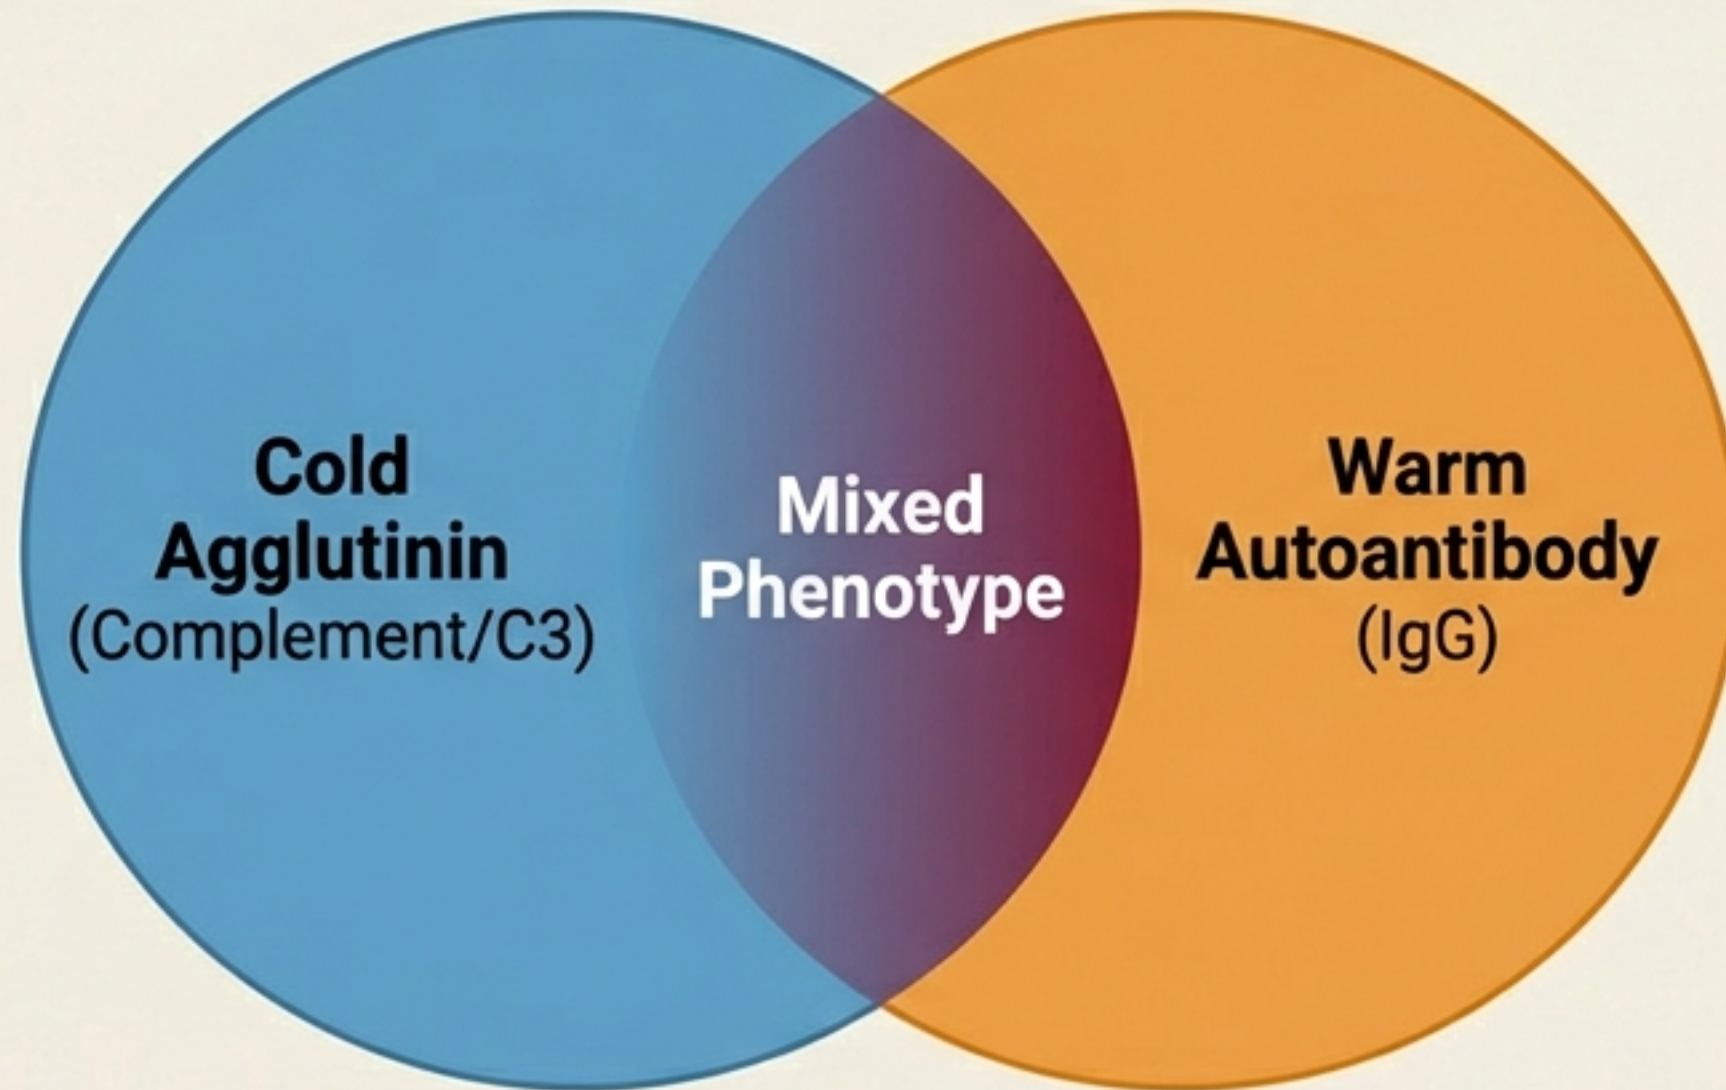 Cold
Agglutinin
(Complement/C3)
Mixed
Phenotype
Warm
Autoantibody
(IgG)